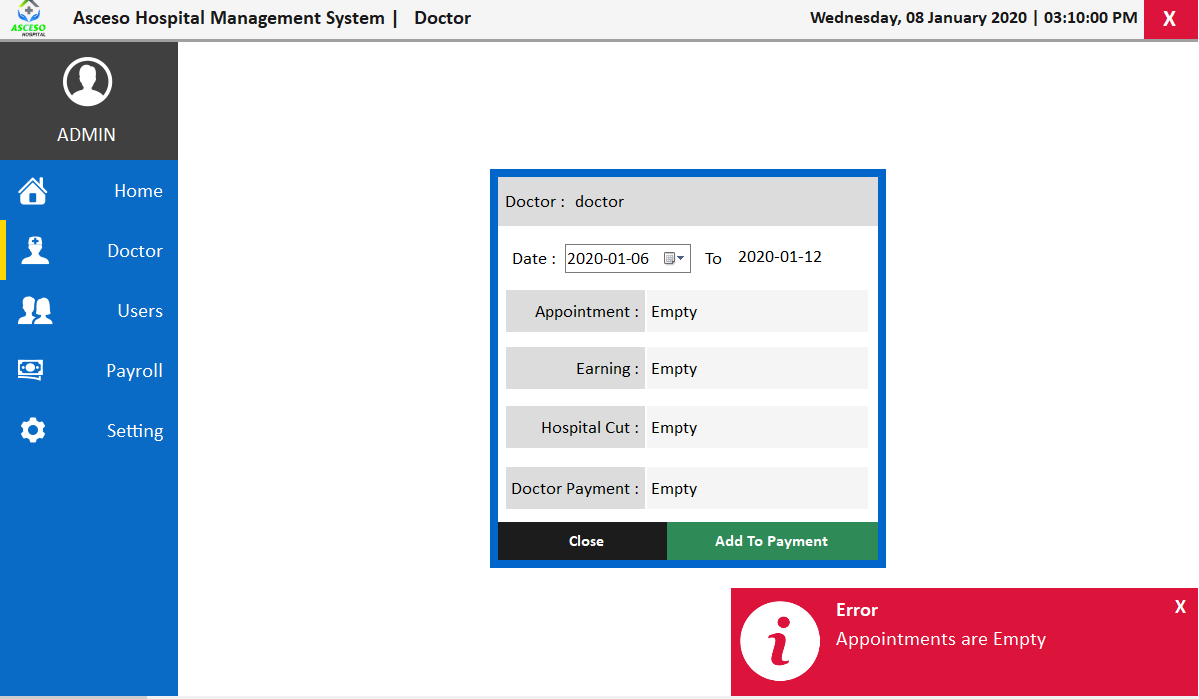 ASCESO
HOSPITAL
Asceso Hospital Management System | Doctor
Wednesday, 08 January 2020 | 03:10:00 PM
X
ADMIN
Home
Doctor
Users
Payroll
Setting
Doctor : doctor
Date : 2020-01-06 To 2020-01-12
Appointment : Empty
Earning : Empty
Hospital Cut : Empty
Doctor Payment : Empty
Close Add To Payment
Error X
Appointments are Empty